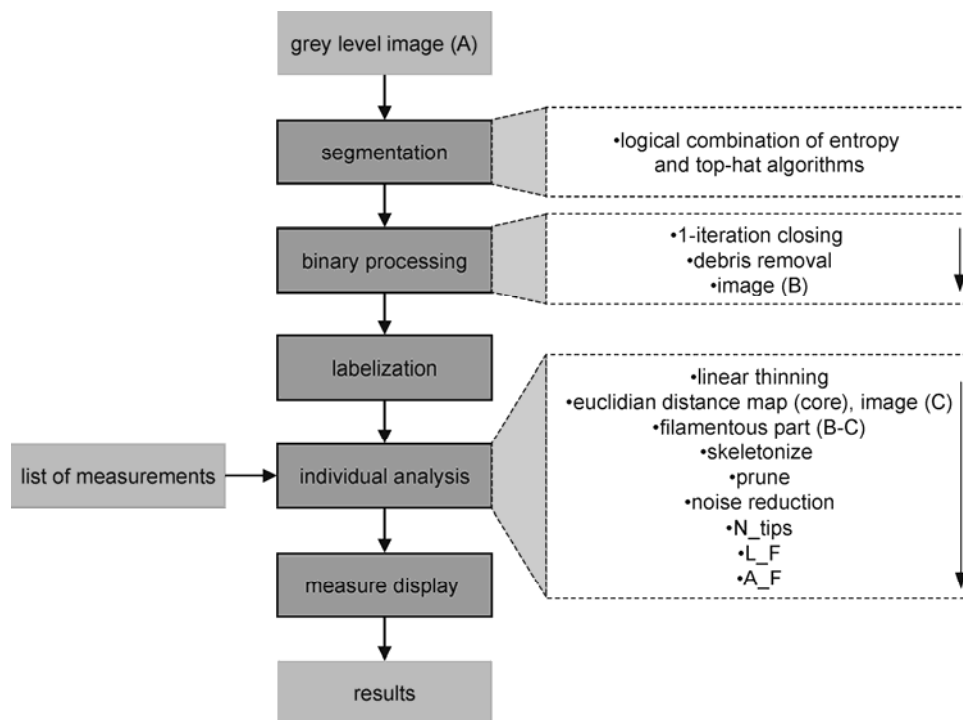 grey level image (A)
segmentation
•logical combination of entropy
and top-hat algorithms
binary processing
•1-iteration closing
•debris removal
•image (B)
labelization
list of measurements
individual analysis
•linear thinning
•euclidian distance map (core), image (C)
•filamentous part (B-C)
•skeletonize
•prune
•noise reduction
•N_tips
•L_F
•A_F
measure display
results